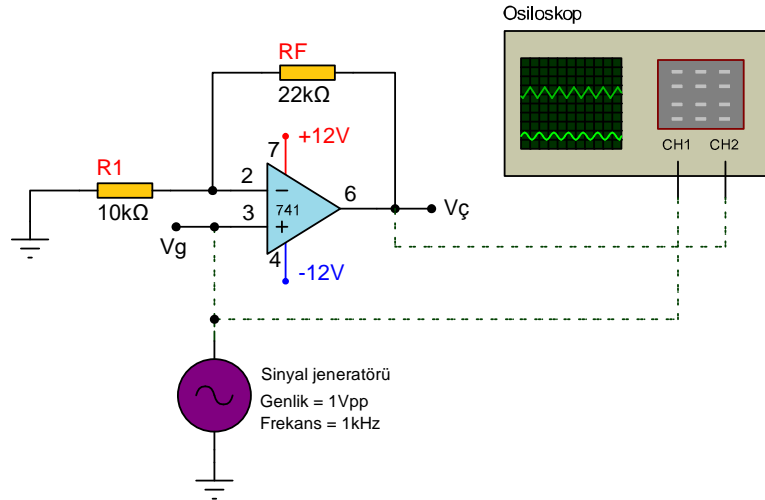 Osiloskop
RF
22kΩ
+12V
7
CH1
CH2
R1
10kΩ
2
−
6
741
3
+
Vç
Vg
4
-12V
Sinyal jeneratörü
Genlik = 1Vpp
Frekans = 1kHz